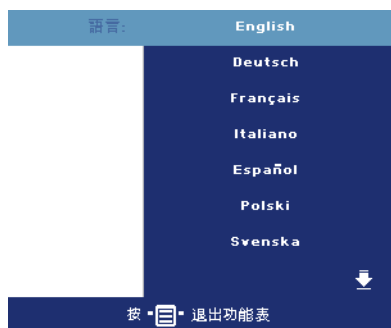 語言: English
Deutsch
Français
Italiano
Español
Polski
Svenska
按 退出功能表